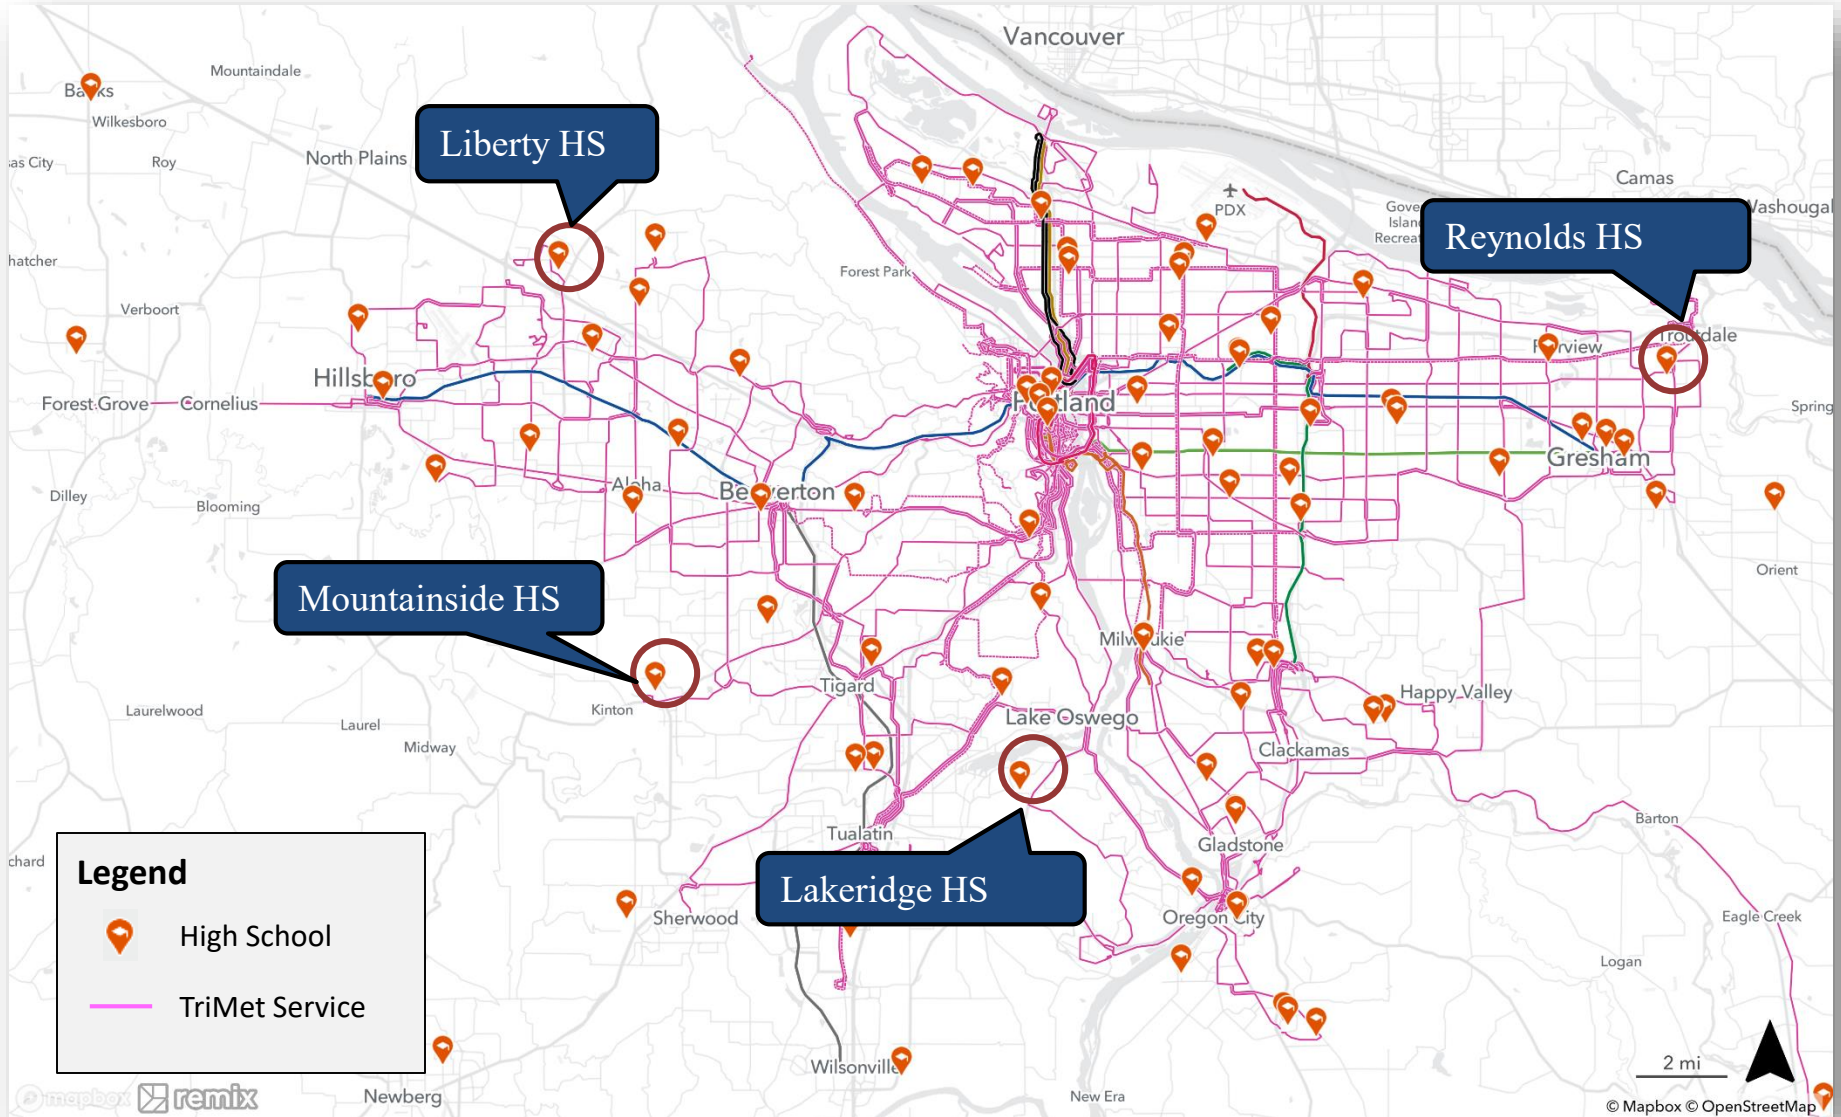 Vancouver
Mountaindale
Banks
Wilkesboro
North Plains
Liberty HS
Roy
Camas
PDX
Washougal
Reynolds HS
Forest Park
Verboort
Troutdale
Fairview
Hillsboro
Forest Grove
Cornelius
Portland
Spring
Gresham
Dilley
Aloha
Beaverton
Blooming
Orient
Mountainside HS
Milwaukie
Tigard
Happy Valley
Kinton
Laurelwood
Laurel
Lake Oswego
Midway
Clackamas
Tualatin
Barton
Gladstone
Legend
Lakeridge HS
High School
Sherwood
Oregon City
Eagle Creek
Logan
TriMet Service
Wilsonville
2 mi
mapbox remix
Newberg
New Era
© Mapbox © OpenStreetMap